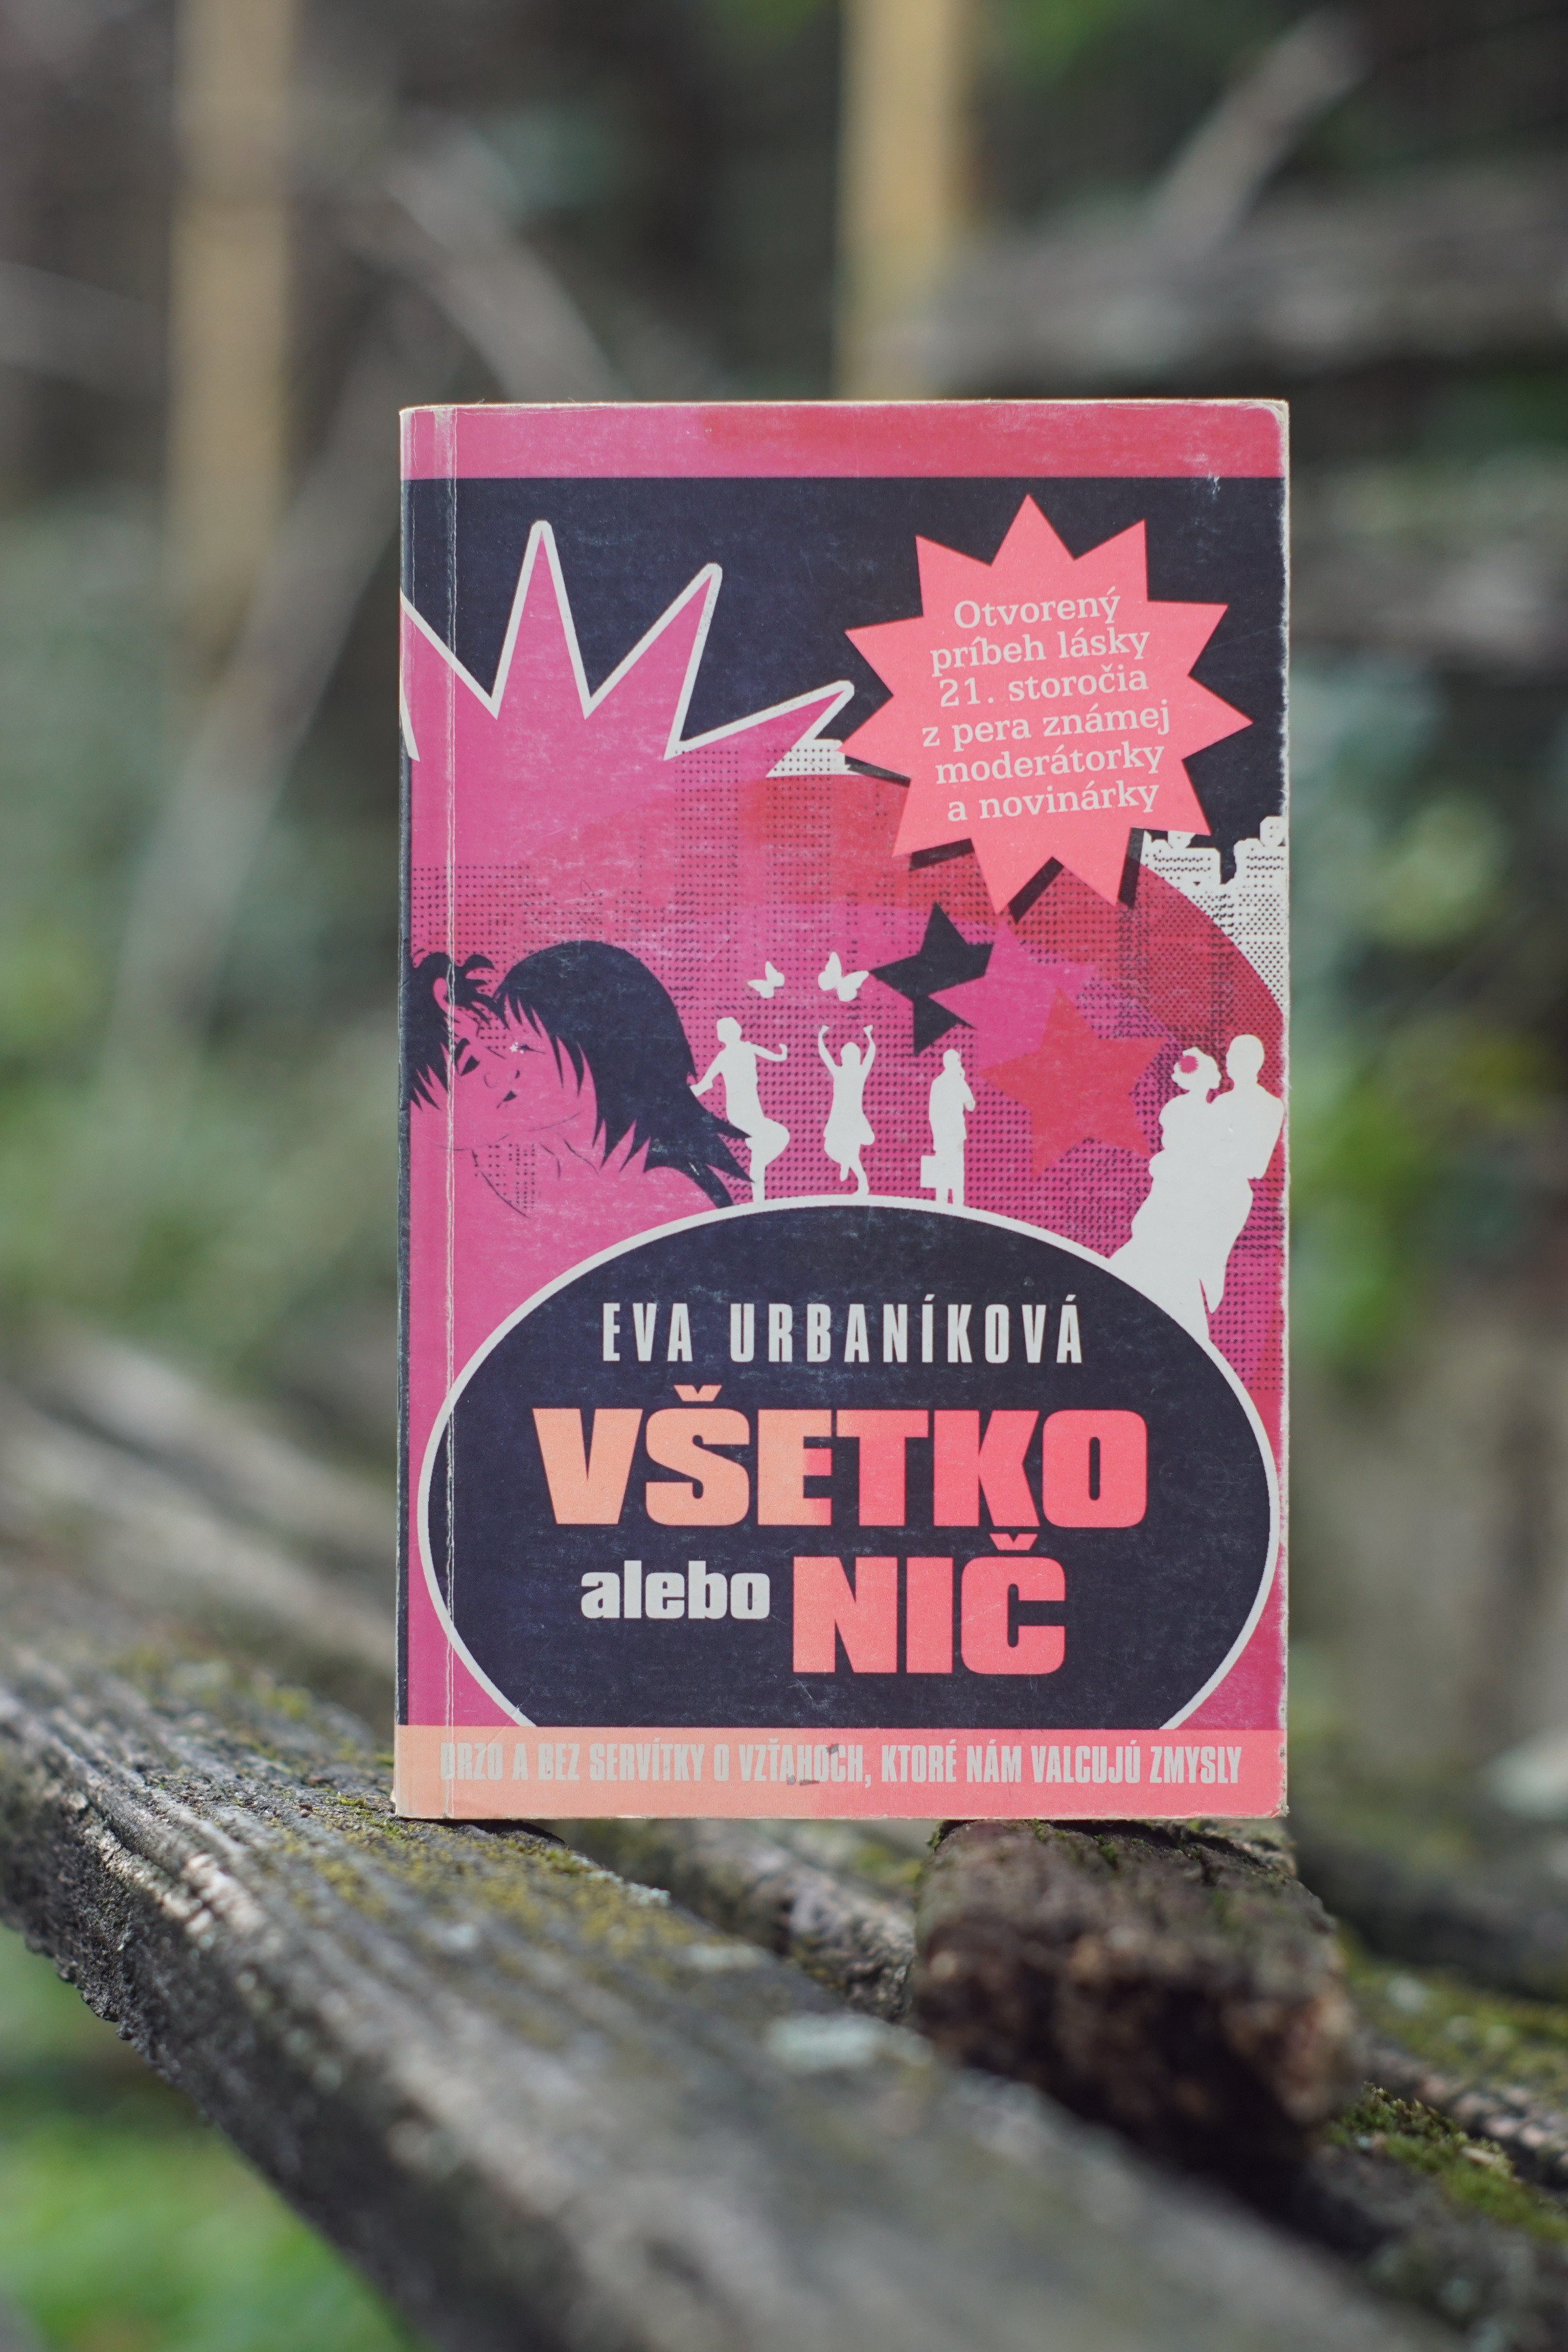 Otvorený
príbeh lásky
21. storočia
z pera známej
moderátorky
a novinárky
EVA URBANÍKOVÁ
VŠETKO
alebo NIČ
DRZO A BEZ SERVÍTKY O VZŤAHOCH, KTORÉ NÁM VALCUJÚ ZMYSLY